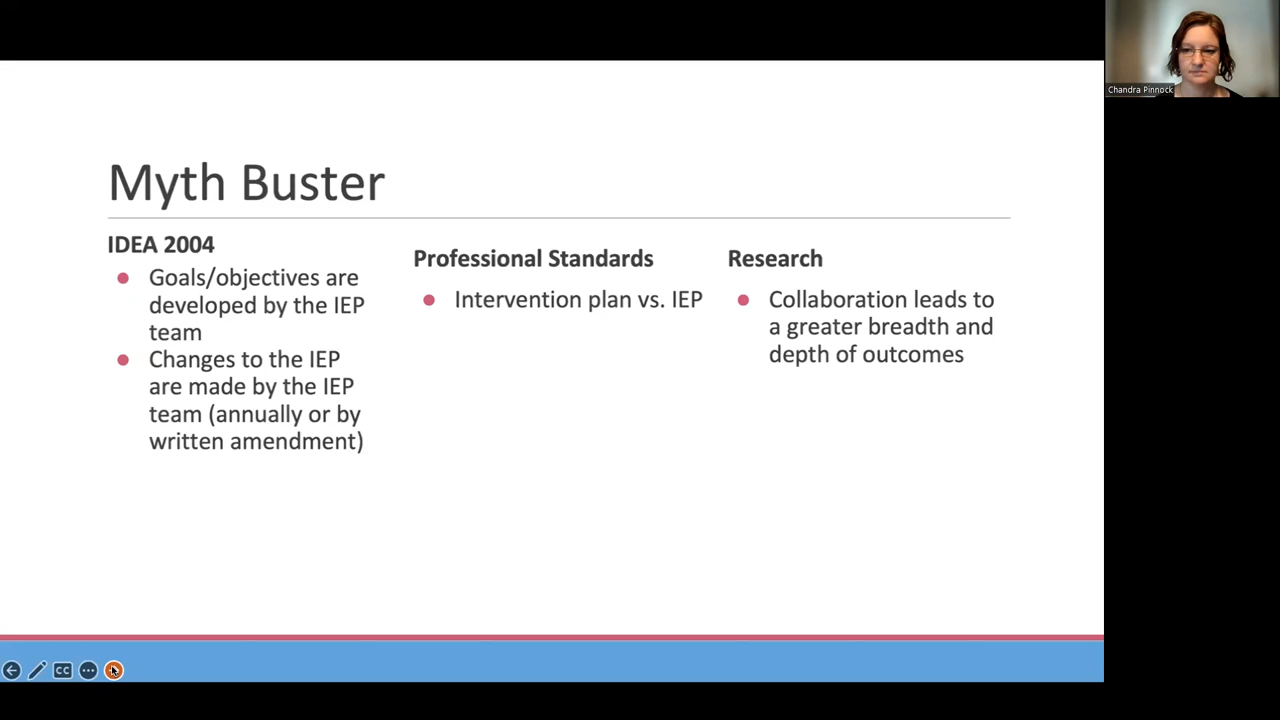 Chandra Pinnock
Myth Buster
IDEA 2004
Goals/objectives are
developed by the IEP
team
Changes to the IEP
are made by the IEP
team (annually or by
written amendment)
Professional Standards
Intervention plan vs. IEP
Research
Collaboration leads to
a greater breadth and
depth of outcomes
CC